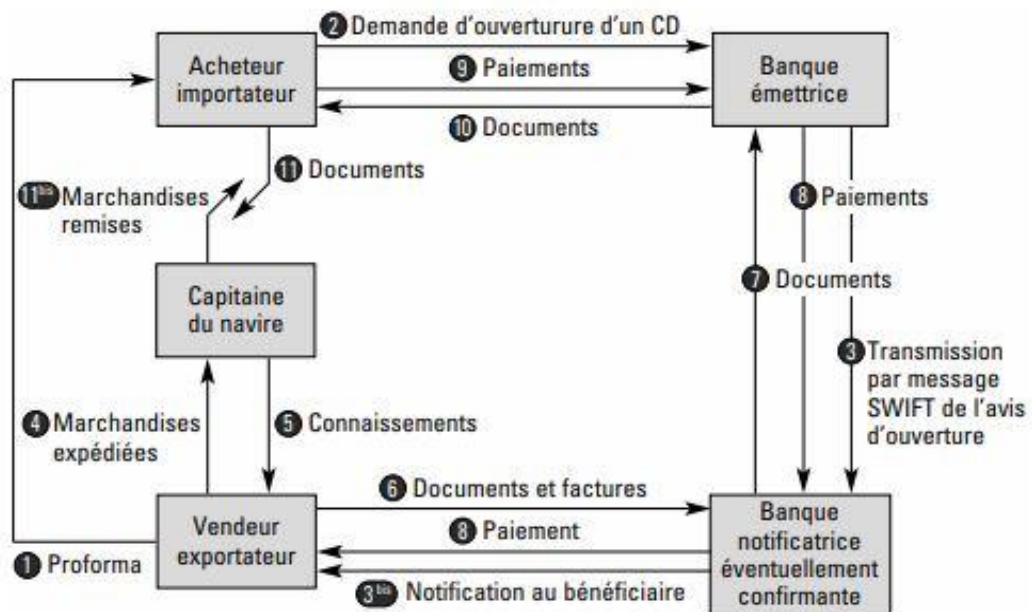 2 Demande d'ouverturure d'un CD
Acheteur
importateur
9 Paiements
Banque
émettrice
10 Documents
11 Documents
11bis Marchandises
remises
8 Paiements
Capitaine
du navire
7 Documents
3 Transmission
par message
SWIFT de l'avis
d'ouverture
4 Marchandises
expédiées
5 Connaissements
6 Documents et factures
Vendeur
exportateur
8 Paiement
Banque
notificatrice
éventuellement
confirmante
1 Proforma
3bis Notification au bénéficiaire